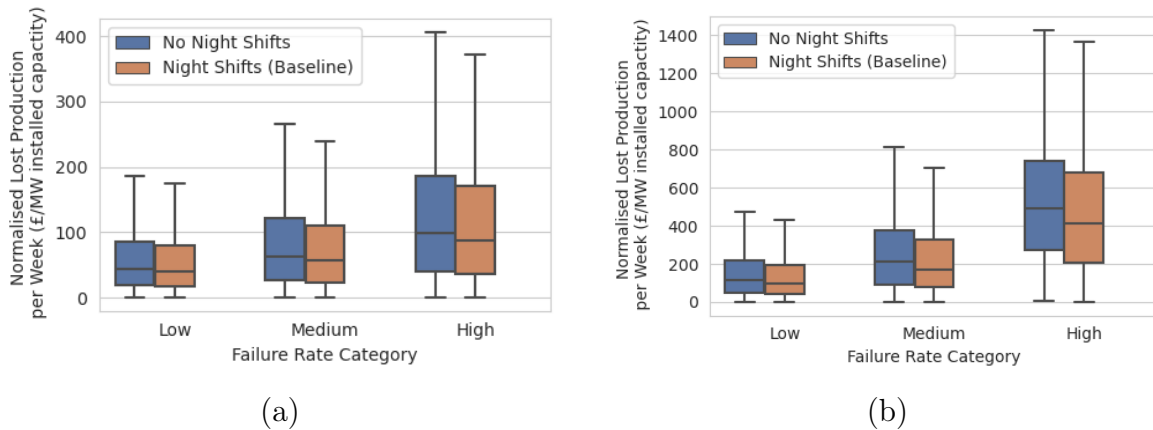 Normalised Lost Production
per Week (£/MW installed capactity)
400
300
200
100
0
No Night Shifts
Night Shifts (Baseline)
Low Medium High
Failure Rate Category
(a)
Normalised Lost Production
per Week (£/MW installed capacity)
1400
1200
1000
800
600
400
200
0
No Night Shifts
Night Shifts (Baseline)
Low Medium High
Failure Rate Category
(b)